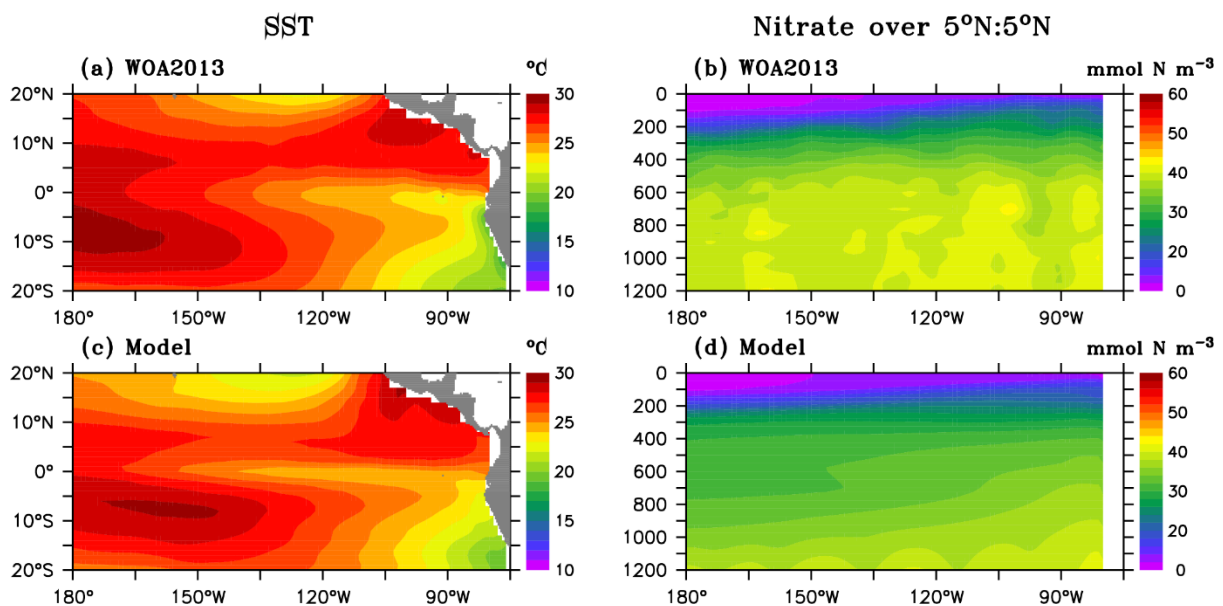 SST
Nitrate over 5°N:5°N
(a) WOA2013 °C
20°N
10°N
0°
10°S
20°S
180° 150°W 120°W 90°W
30
25
20
15
10
(b) WOA2013 mmol N m⁻³
0
200
400
600
800
1000
1200
180° 150°W 120°W 90°W
60
50
40
30
20
10
0
(c) Model °C
20°N
10°N
0°
10°S
20°S
180° 150°W 120°W 90°W
30
25
20
15
10
(d) Model mmol N m⁻³
0
200
400
600
800
1000
1200
180° 150°W 120°W 90°W
60
50
40
30
20
10
0